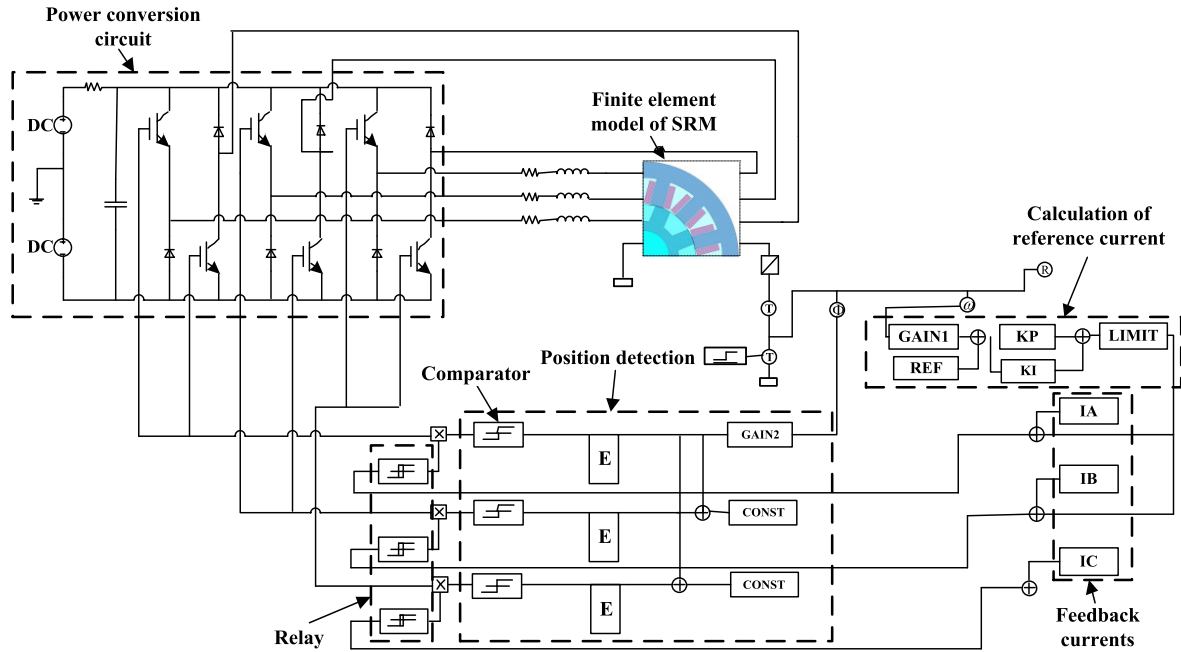 Power conversion
circuit
DC
DC
Finite element
model of SRM
T
T
Φ
ω
R
Calculation of
reference current
GAIN1
KP
LIMIT
REF
KI
Position detection
Comparator
E
GAIN2
E
CONST
E
CONST
Relay
IA
IB
IC
Feedback
currents